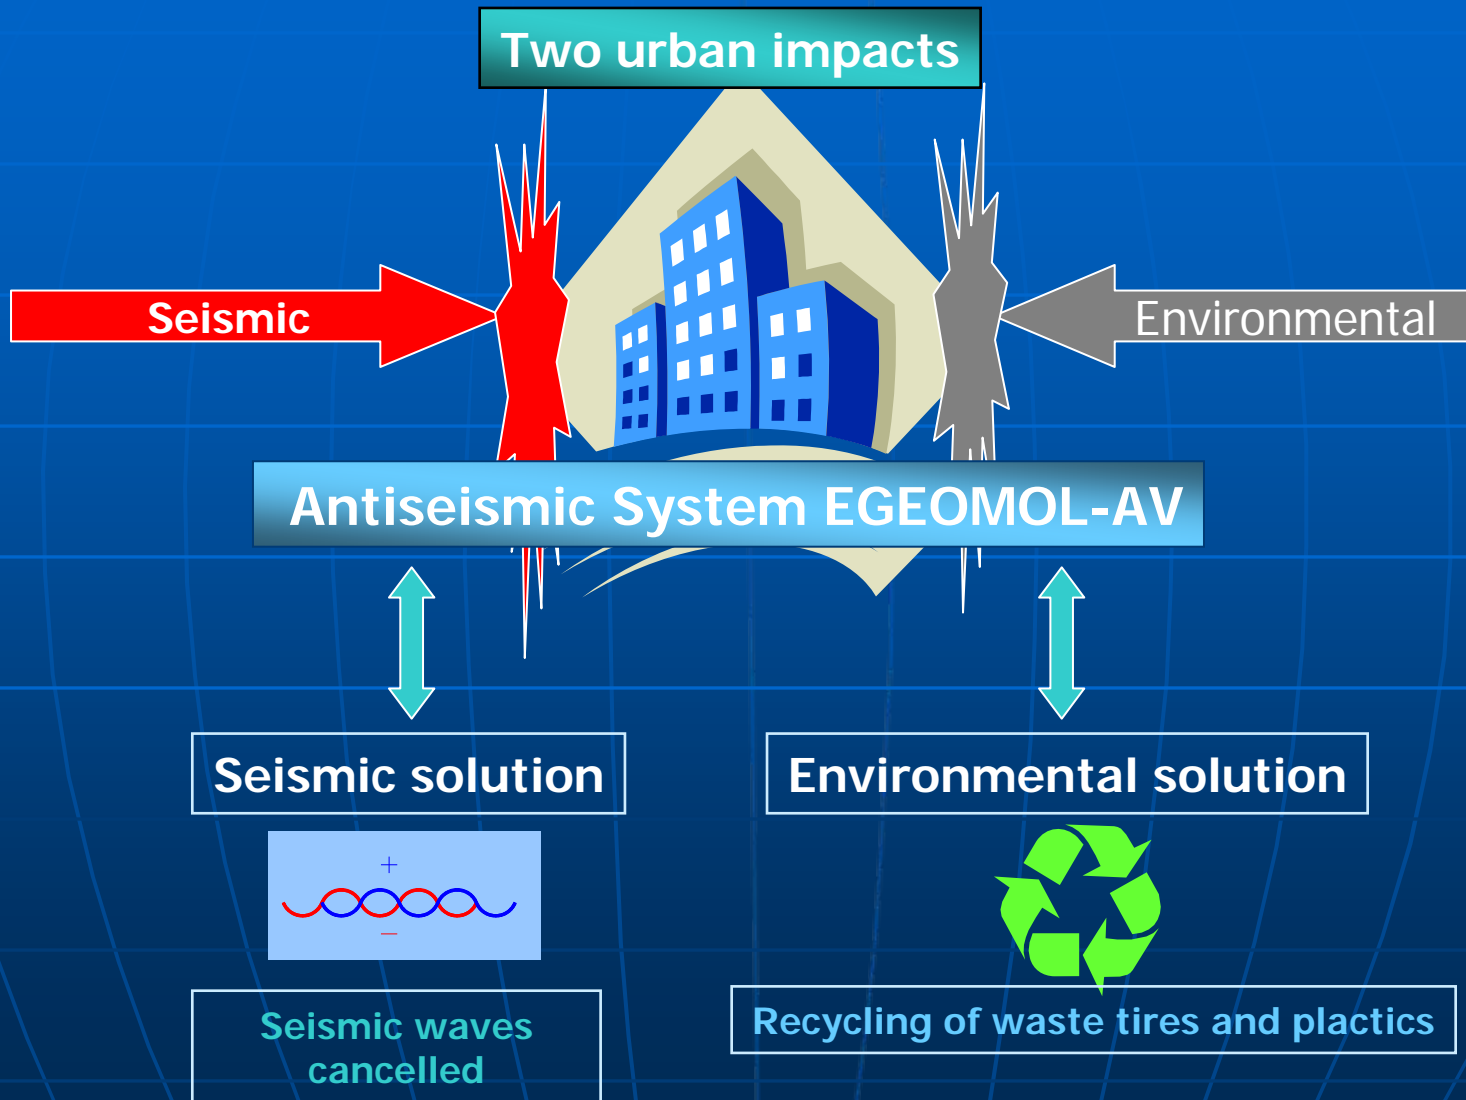 Two urban impacts
Seismic
Environmental
Antiseismic System EGEOMOL-AV
Seismic solution
Environmental solution
+
−
Seismic waves
cancelled
Recycling of waste tires and plactics